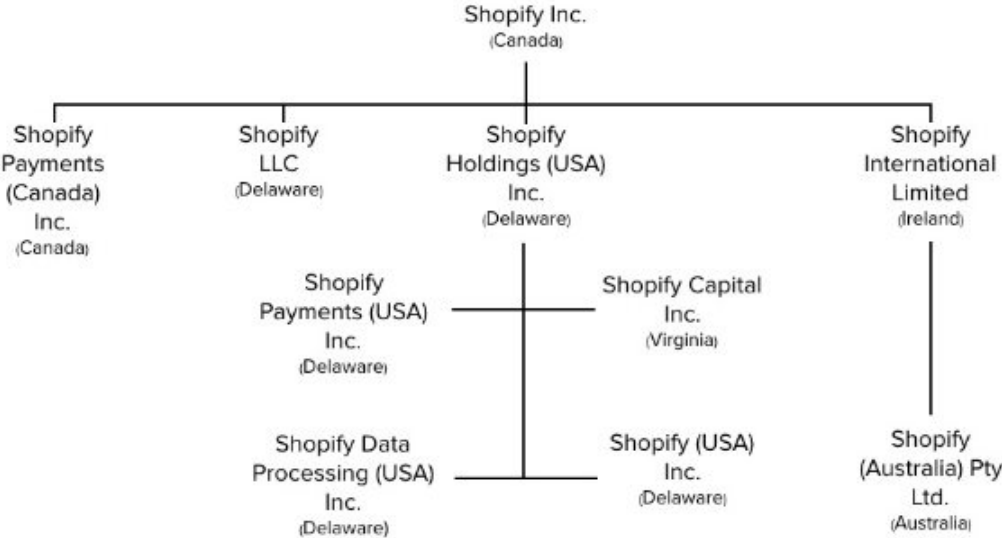 Shopify Inc.
(Canada)
Shopify
Payments
(Canada)
Inc.
(Canada)
Shopify
LLC
(Delaware)
Shopify
Holdings (USA)
Inc.
(Delaware)
Shopify
International
Limited
(Ireland)
Shopify
Payments (USA)
Inc.
(Delaware)
Shopify Capital
Inc.
(Virginia)
Shopify Data
Processing (USA)
Inc.
(Delaware)
Shopify (USA)
Inc.
(Delaware)
Shopify
(Australia) Pty
Ltd.
(Australia)